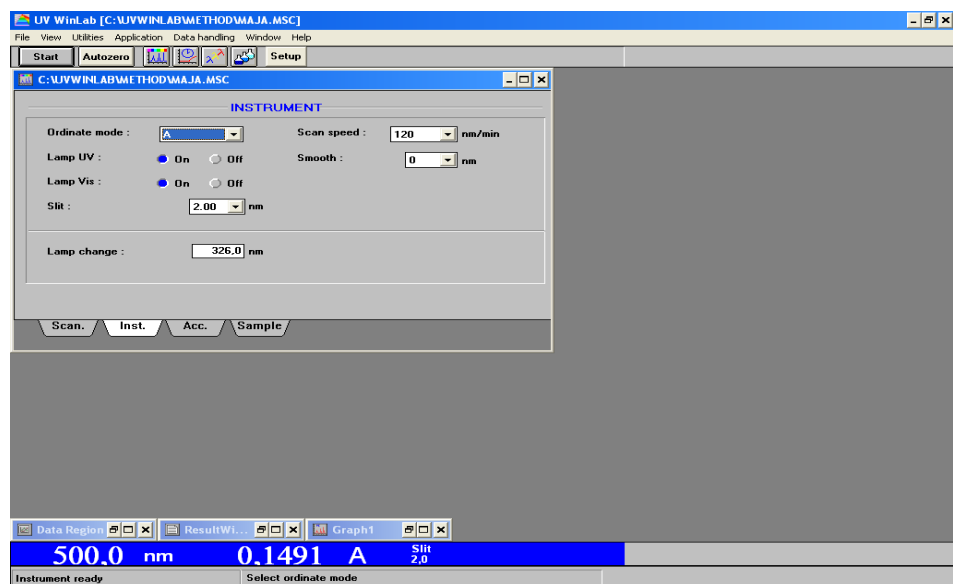 UV WinLab [C:\UVWINLAB\METHOD\MAJA.MSC]
File View Utilities Application Data handling Window Help
Start Autozero Setup
C:\UVWINLAB\METHOD\MAJA.MSC
INSTRUMENT
Ordinate mode : A Scan speed : 120 nm/min
Lamp UV : On Off Smooth : 0 nm
Lamp Vis : On Off
Slit : 2.00 nm
Lamp change : 326,0 nm
Scan. Inst. Acc. Sample
Data Region ResultWi... Graph1
500,0 nm 0,1491 A Slit
2,0
Instrument ready Select ordinate mode